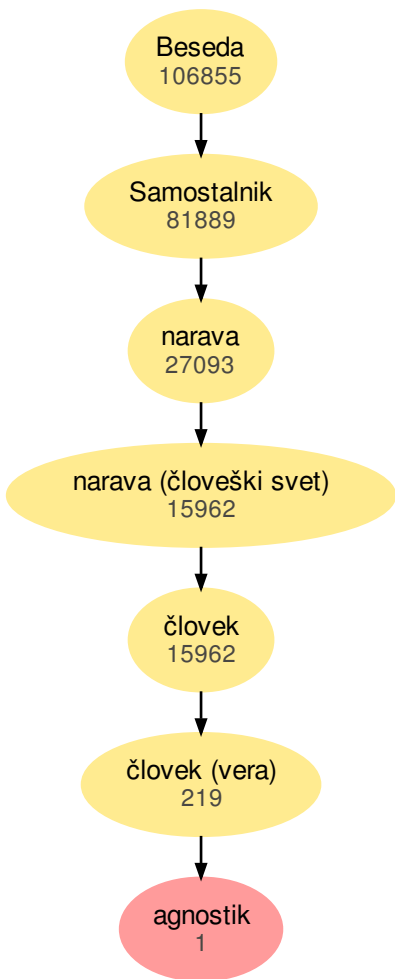 Beseda
106855
Samostalnik
81889
narava
27093
narava (človeški svet)
15962
človek
15962
človek (vera)
219
agnostik
1